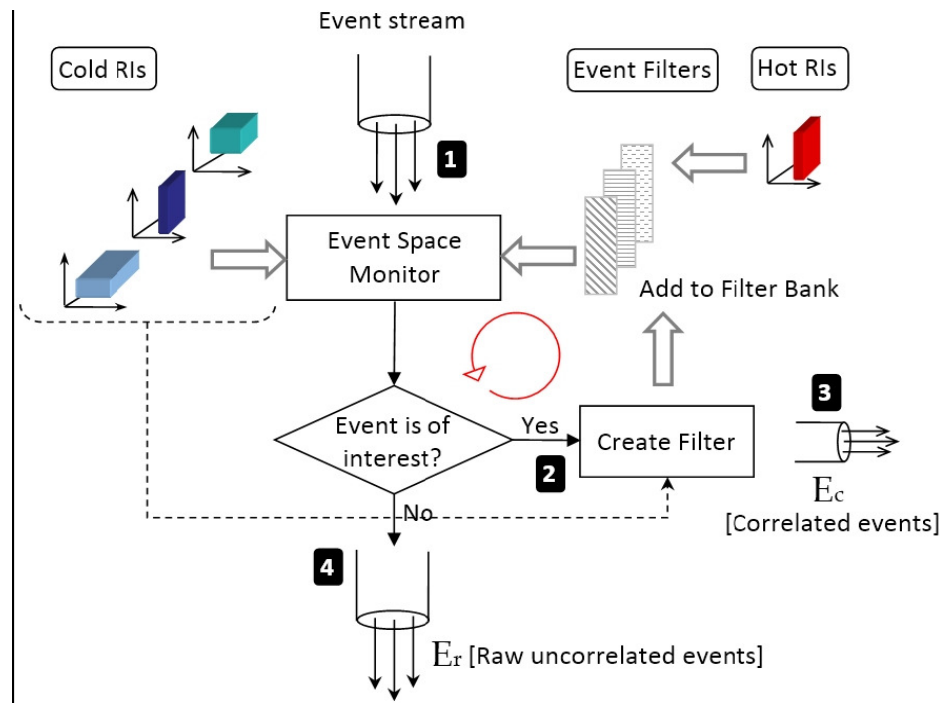 Event stream
Cold RIs
Event Filters
Hot RIs
1
Event Space
Monitor
Add to Filter Bank
3
Event is of
interest?
Yes
2
Create Filter
Ec
[Correlated events]
No
4
Er [Raw uncorrelated events]